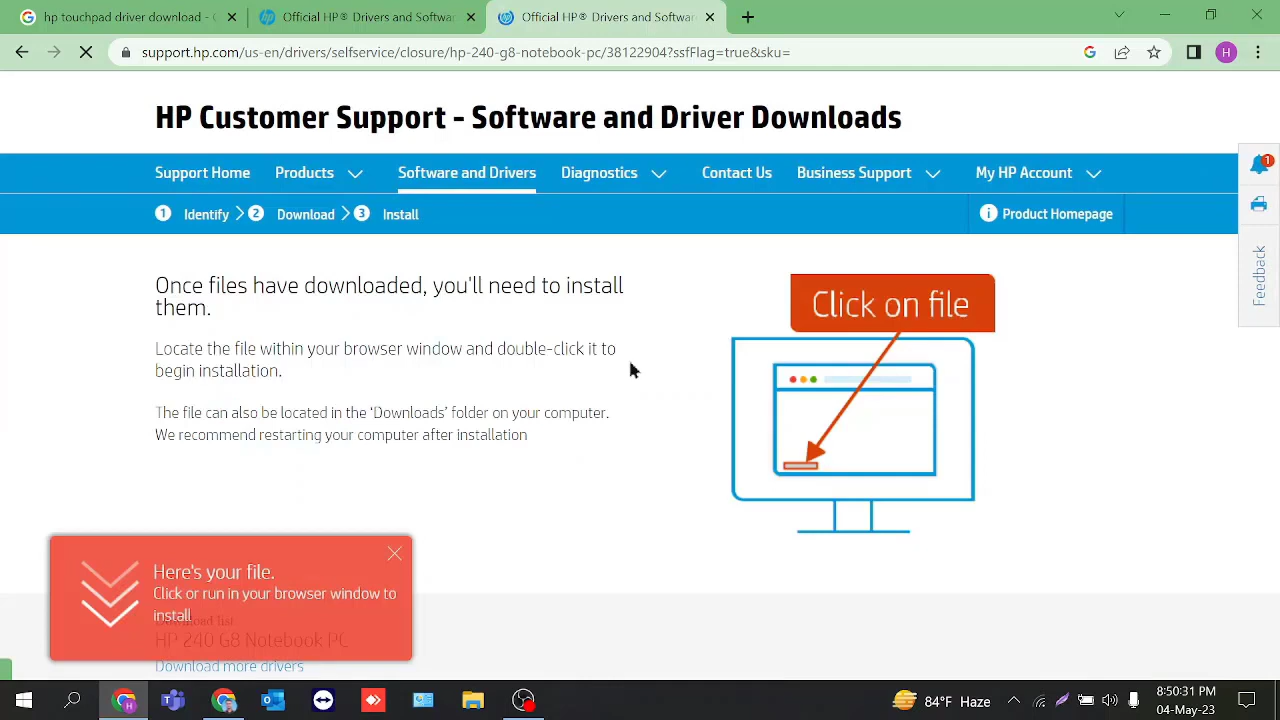 hp touchpad driver download - G
Official HP® Drivers and Softwar
Official HP® Drivers and Softwar
support.hp.com/us-en/drivers/selfservice/closure/hp-240-g8-notebook-pc/38122904?ssfFlag=true&sku=
H
HP Customer Support - Software and Driver Downloads
Support Home
Products
Software and Drivers
Diagnostics
Contact Us
Business Support
My HP Account
1 Identify
2 Download
3 Install
Product Homepage
1
Feedback
Once files have downloaded, you'll need to install
them.
Locate the file within your browser window and double-click it to
begin installation.
The file can also be located in the ‘Downloads’ folder on your computer.
We recommend restarting your computer after installation
Click on file
Here's your file.
Click or run in your browser window to
install
Download list
HP 240 G8 Notebook PC
Download more drivers
84°F Haze
8:50:31 PM
04-May-23